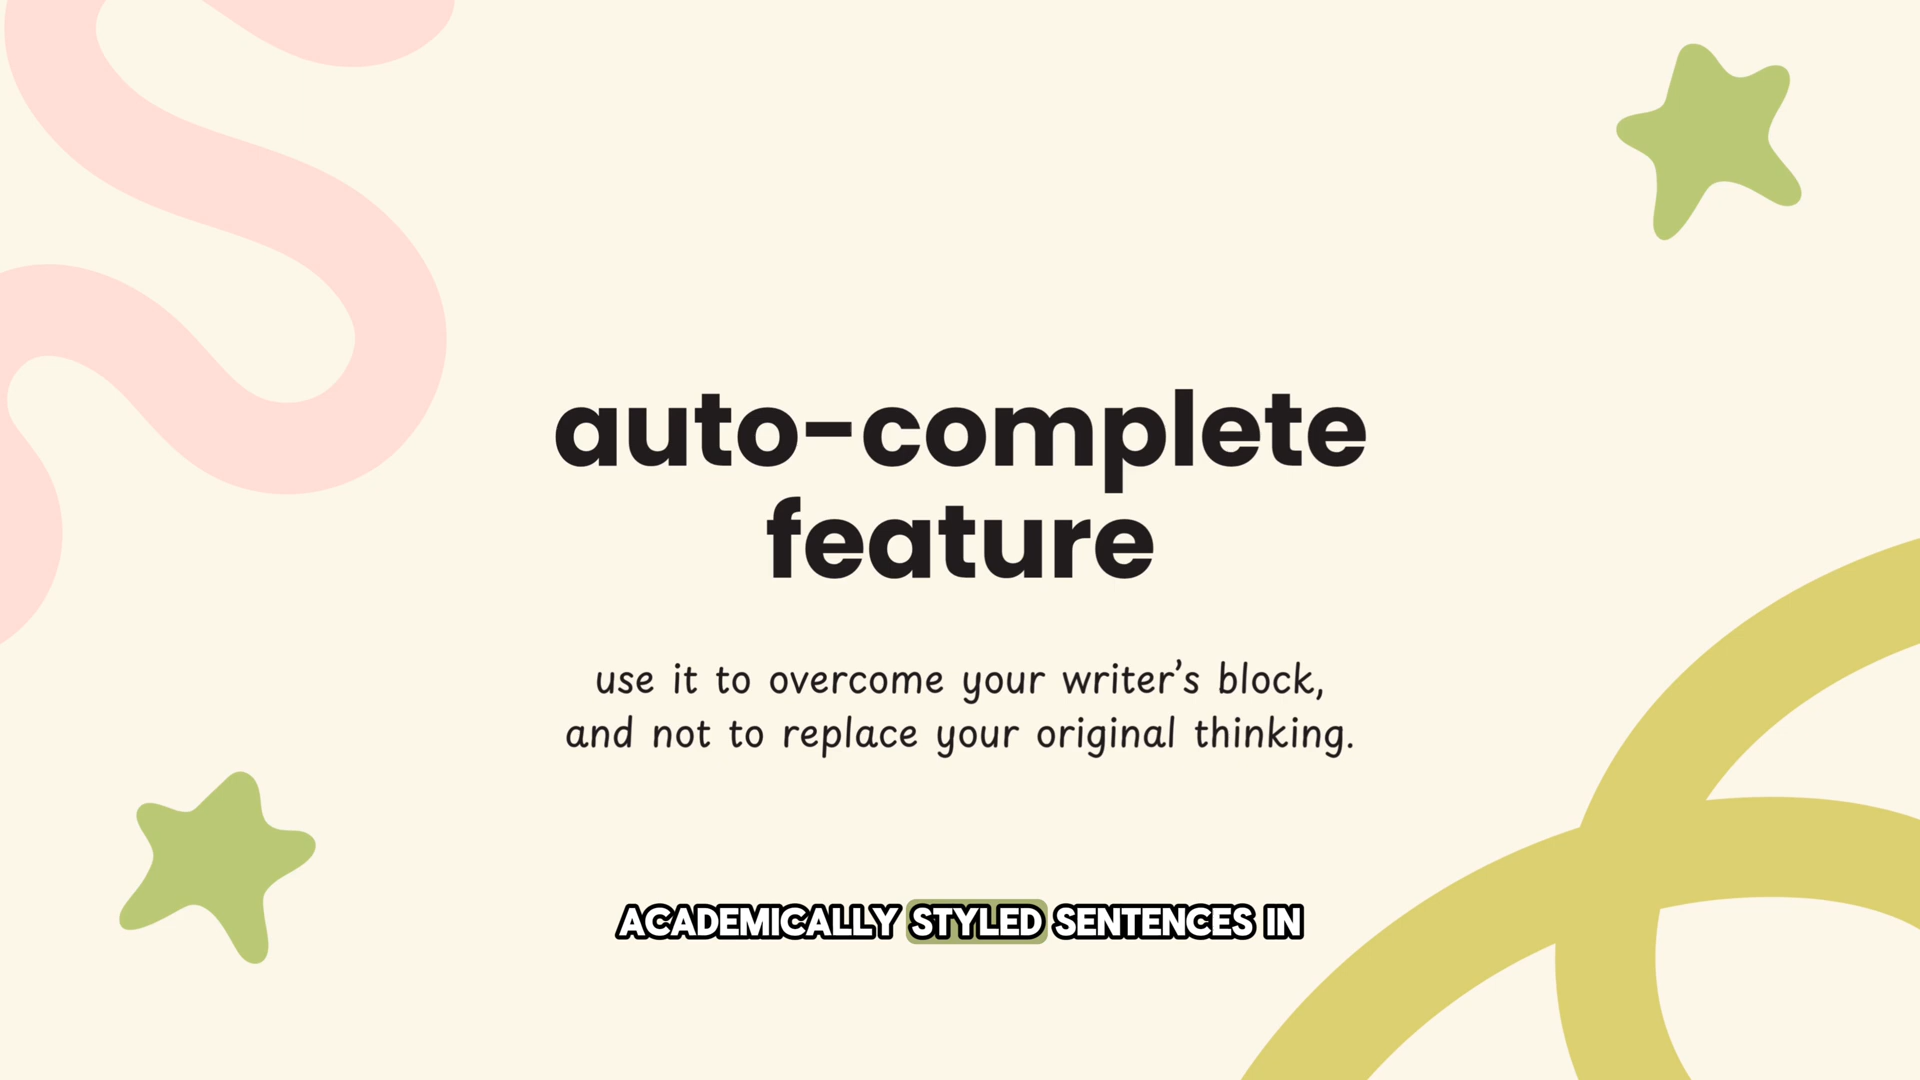 auto-complete
feature
use it to overcome your writer’s block,
and not to replace your original thinking.
ACADEMICALLY STYLED SENTENCES IN